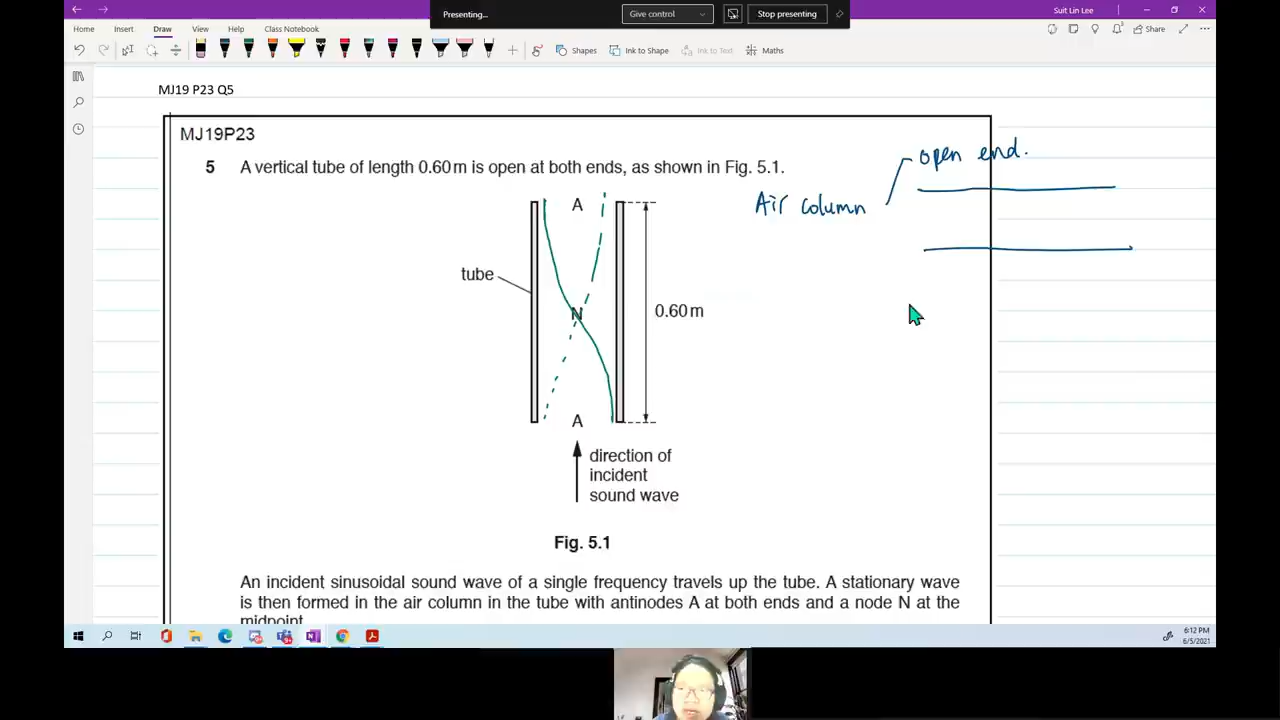 Presenting...
Give control
Stop presenting
Suit Lin Lee
Home Insert Draw View Help Class Notebook
Share
Shapes
Ink to Shape
Ink to Text
Maths
MJ19 P23 Q5
MJ19P23
5 A vertical tube of length 0.60 m is open at both ends, as shown in Fig. 5.1.
open end.
Air column
A
tube
N
0.60 m
A
direction of
incident
sound wave
Fig. 5.1
An incident sinusoidal sound wave of a single frequency travels up the tube. A stationary wave
is then formed in the air column in the tube with antinodes A at both ends and a node N at the
midpoint.
6:12 PM
6/5/2021